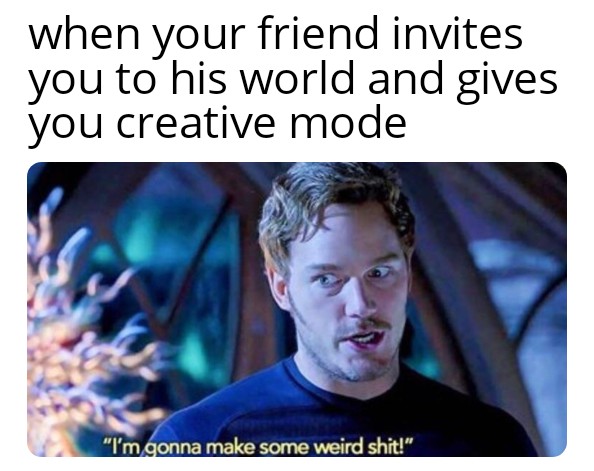 when your friend invites
you to his world and gives
you creative mode
"I'm gonna make some weird shit!"